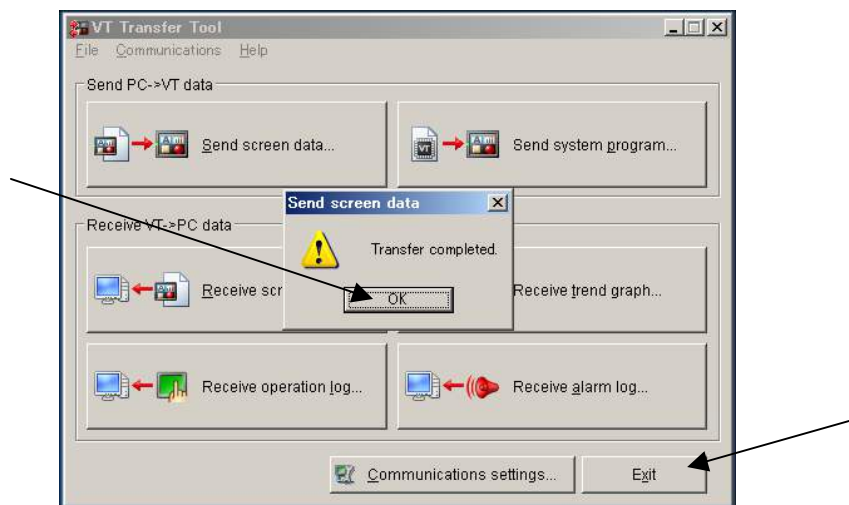 VT Transfer Tool
File Communications Help
Send PC->VT data
Send screen data...
Send system program...
Send screen data
Transfer completed.
OK
Receive VT->PC data
Receive scr
Receive trend graph...
Receive operation log...
Receive alarm log...
Communications settings...
Exit